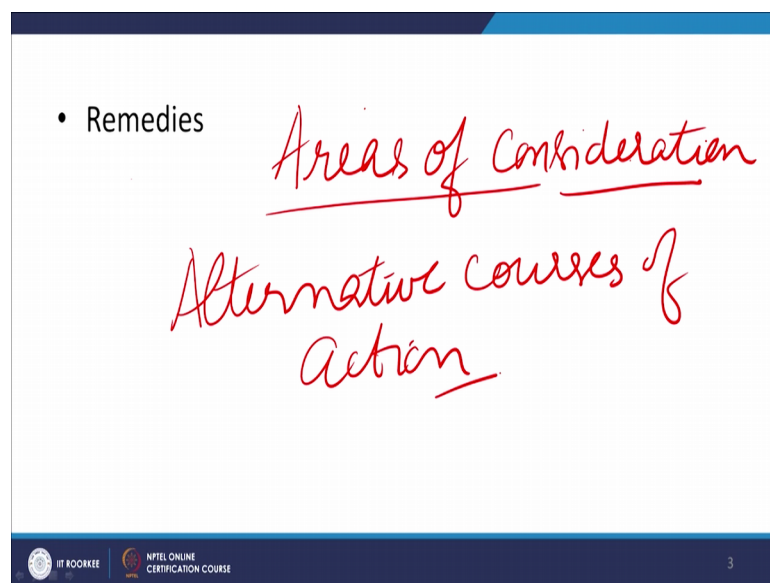 • Remedies
Areas of Consideration
Alternative courses of
action
IIT ROORKEE
NPTEL ONLINE
CERTIFICATION COURSE
3